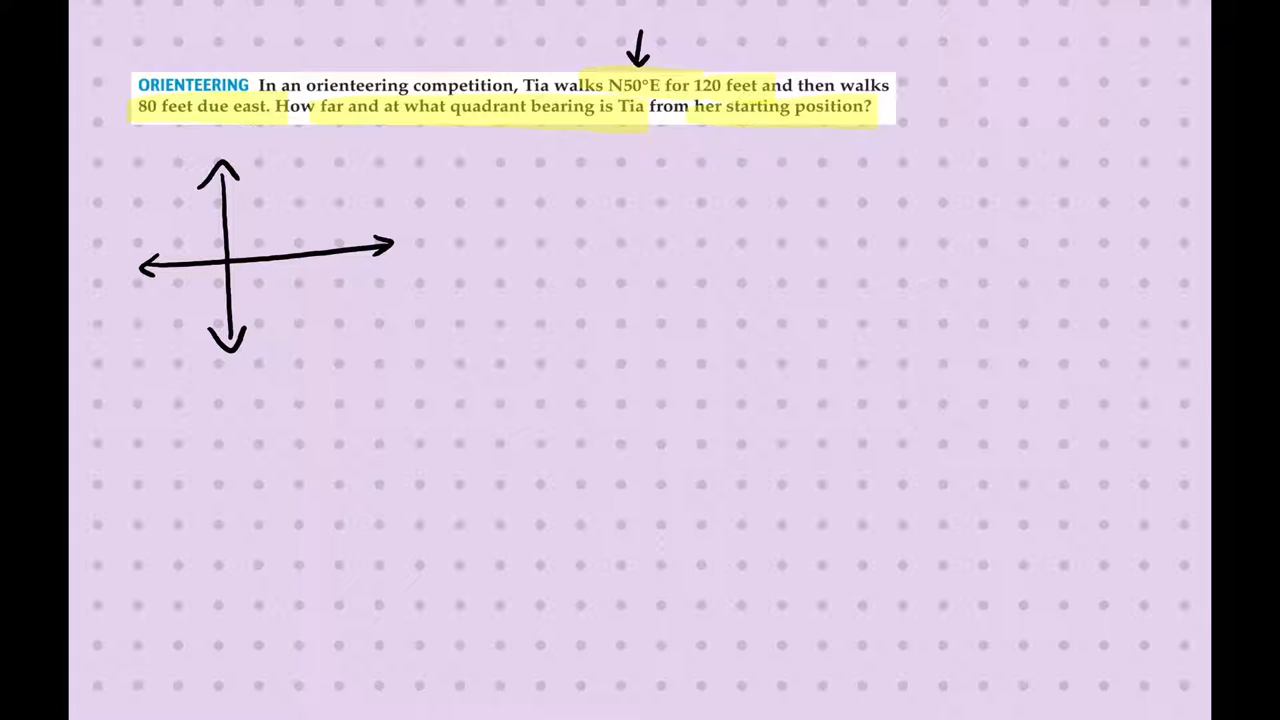 ORIENTEERING In an orienteering competition, Tia walks N50°E for 120 feet and then walks
80 feet due east. How far and at what quadrant bearing is Tia from her starting position?